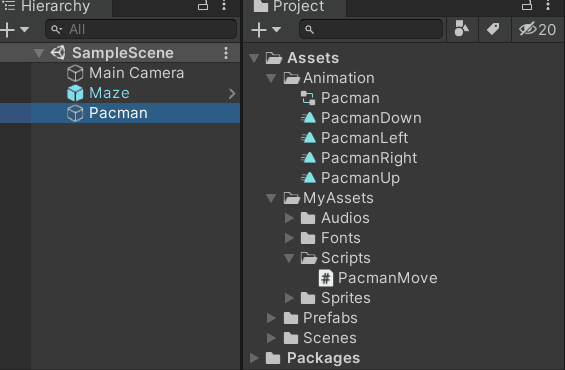 Hierarchy
All
SampleScene
Main Camera
Maze
Pacman
Project
20
Assets
Animation
Pacman
PacmanDown
PacmanLeft
PacmanRight
PacmanUp
MyAssets
Audios
Fonts
Scripts
PacmanMove
Sprites
Prefabs
Scenes
Packages